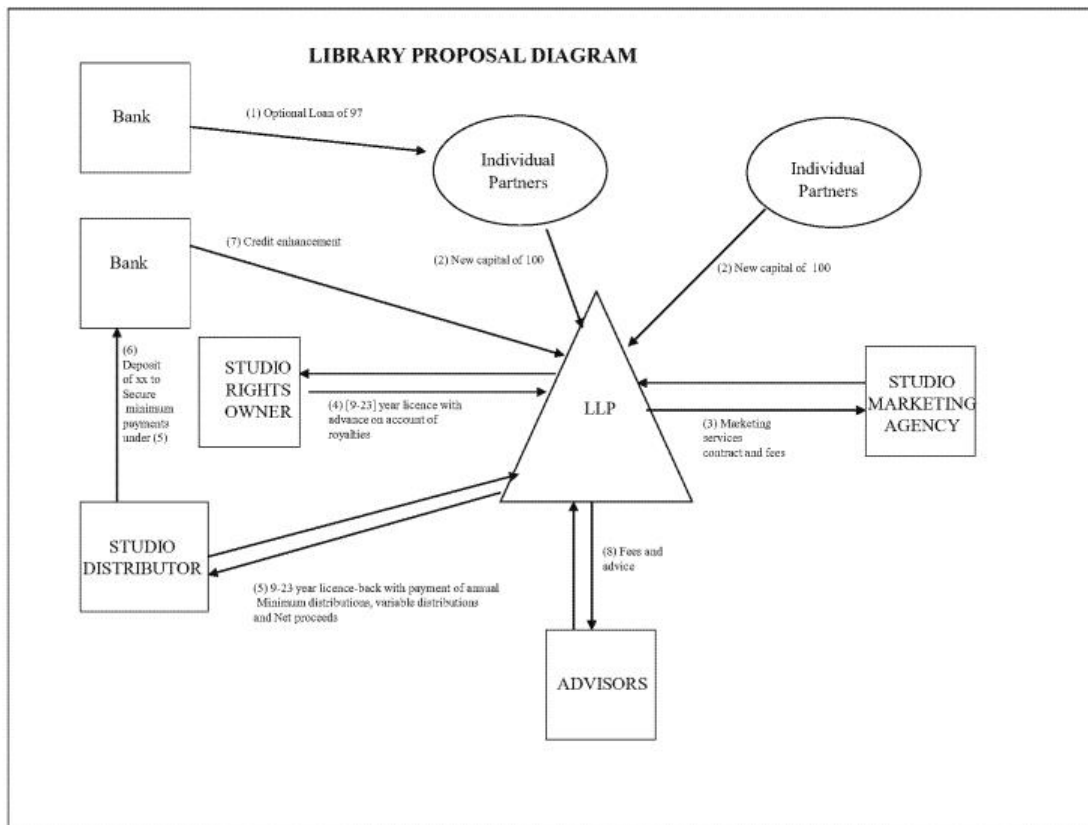 LIBRARY PROPOSAL DIAGRAM
Bank
(1) Optional Loan of 97
Individual
Partners
Individual
Partners
Bank
(7) Credit enhancement
(2) New capital of 100
(2) New capital of  100
(6)
Deposit
of xx to
Secure
minimum
payments
under (5)
STUDIO
RIGHTS
OWNER
(4) [9-23] year licence with
advance on account of
royalties
LLP
STUDIO
MARKETING
AGENCY
(3) Marketing
services
contract and fees
STUDIO
DISTRIBUTOR
(5) 9-23 year licence-back with payment of annual
Minimum distributions, variable distributions
and Net proceeds
(8) Fees and
advice
ADVISORS